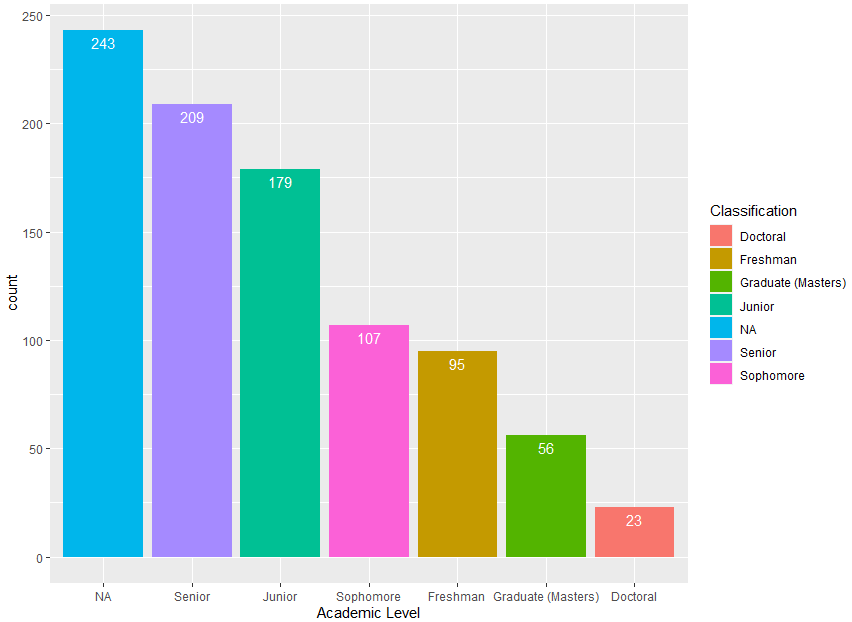 250
200
150
100
50
0
count
243
209
179
107
95
56
23
NA
Senior
Junior
Sophomore
Freshman
Graduate (Masters)
Doctoral
Academic Level
Classification
Doctoral
Freshman
Graduate (Masters)
Junior
NA
Senior
Sophomore